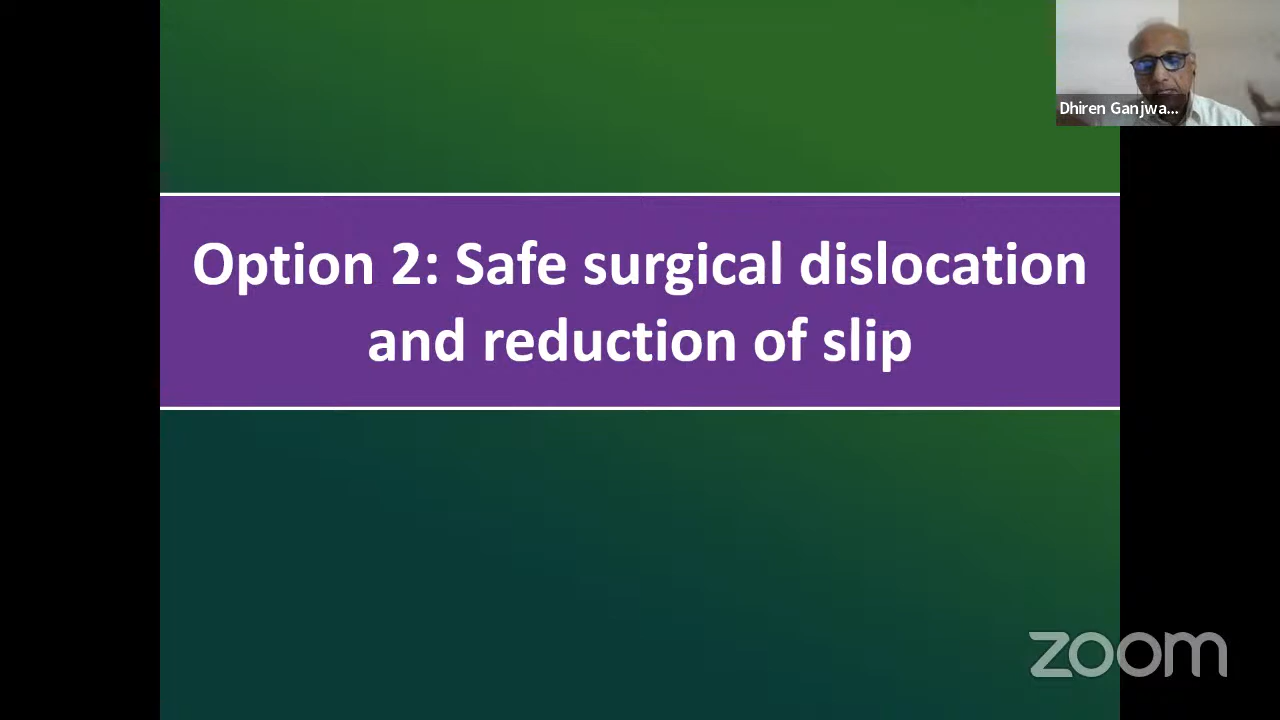 Dhiren Ganjwa...
Option 2: Safe surgical dislocation
and reduction of slip
zoom